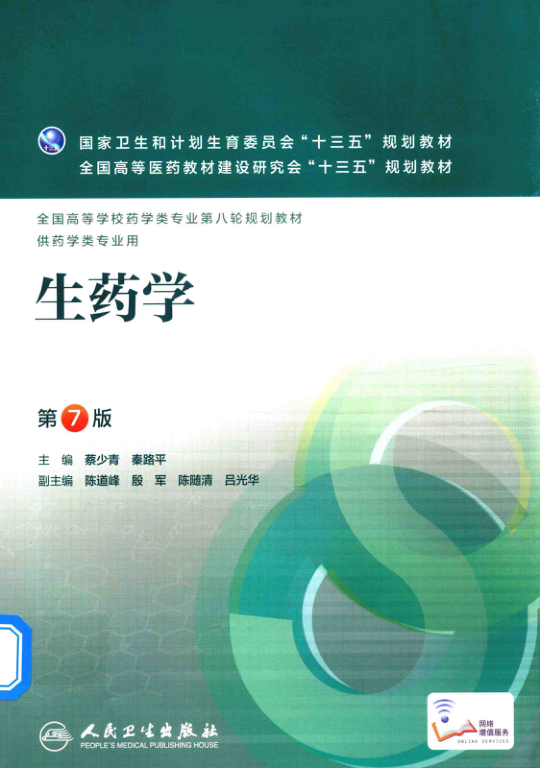 十三五
国家卫生和计划生育委员会“十三五”规划教材
全国高等医药教材建设研究会“十三五”规划教材
全国高等学校药学类专业第八轮规划教材
供药学类专业用
生药学
第7版
主 编 蔡少青 秦路平
副主编 陈道峰 殷 军 陈随清 吕光华
网络
增值服务
ONLINE SERVICES
人民卫生出版社
PEOPLE'S MEDICAL PUBLISHING HOUSE